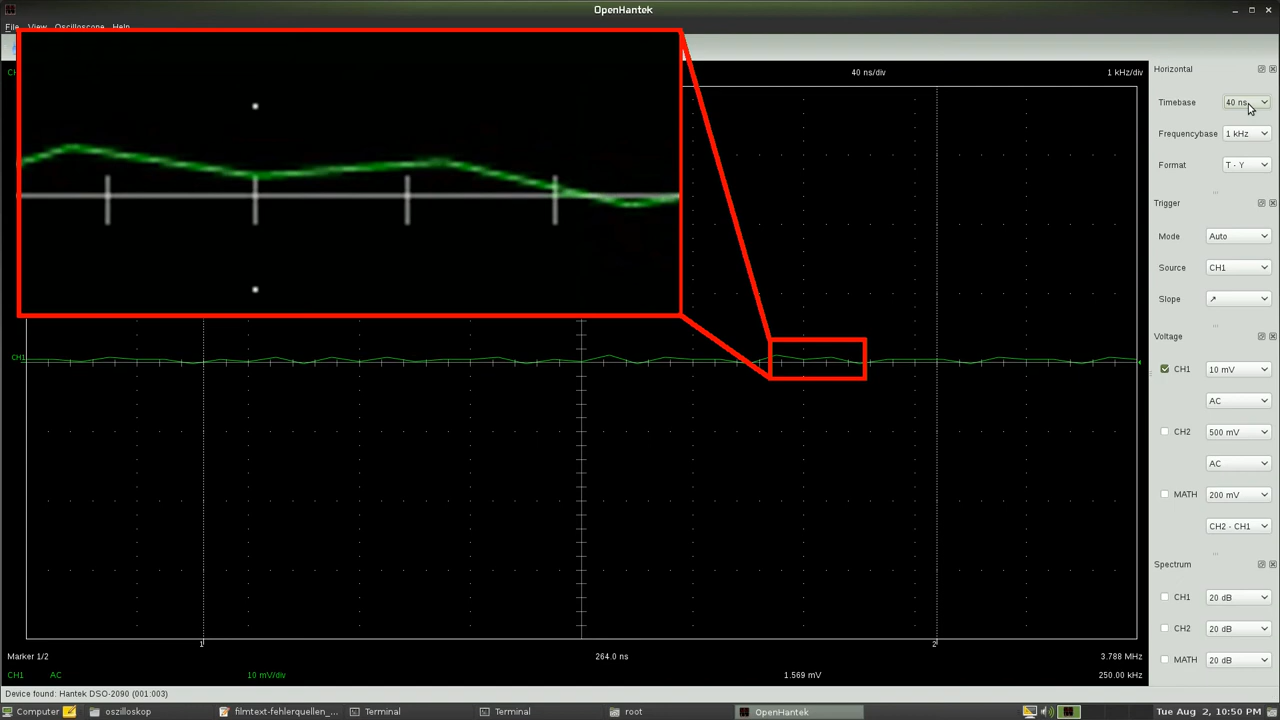 OpenHantek
File View Oscilloscope Help
40 ns/div
1 kHz/div
CH1
Horizontal
Timebase 40 ns
Frequencybase 1 kHz
Format T - Y
Trigger
Mode Auto
Source CH1
Slope ↗
Voltage
CH1 10 mV
AC
CH2 500 mV
AC
MATH 200 mV
CH2 - CH1
Spectrum
CH1 20 dB
CH2 20 dB
MATH 20 dB
1 2
Marker 1/2 264.0 ns 3.788 MHz
CH1 AC 10 mV/div 1.569 mV 250.00 kHz
Device found: Hantek DSO-2090 (001:003)
Computer oszilloskop filmtext-fehlerquellen_... Terminal Terminal root OpenHantek Tue Aug 2, 10:50 PM